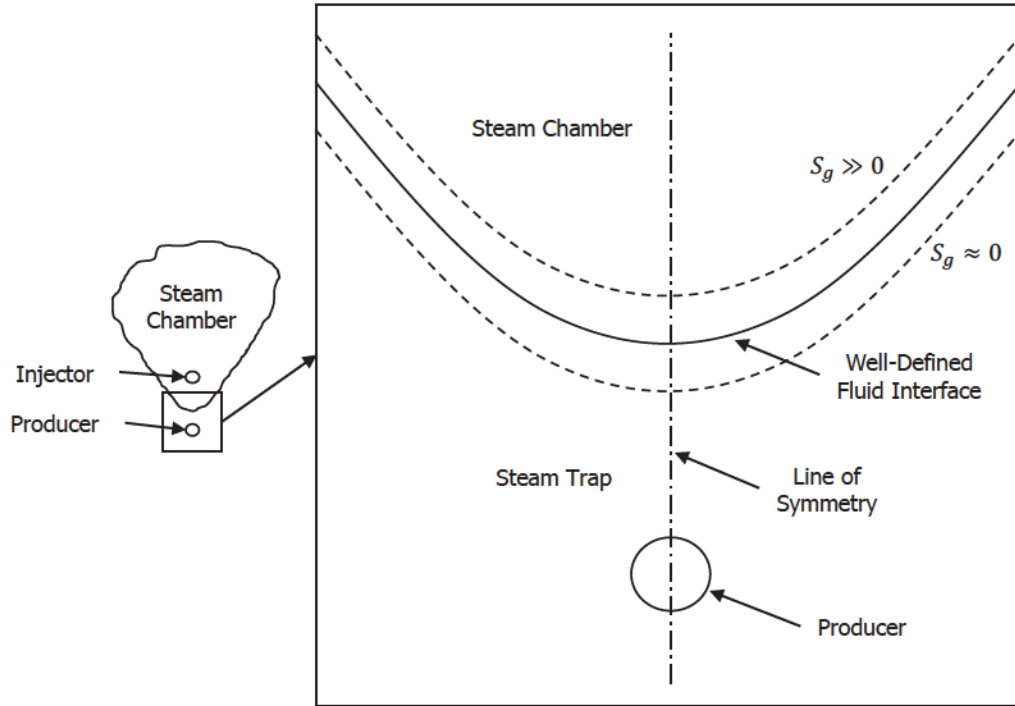 Steam
Chamber
Injector
Producer
Steam Chamber
S_g ≫ 0
S_g ≈ 0
Well-Defined
Fluid Interface
Steam Trap
Line of
Symmetry
Producer